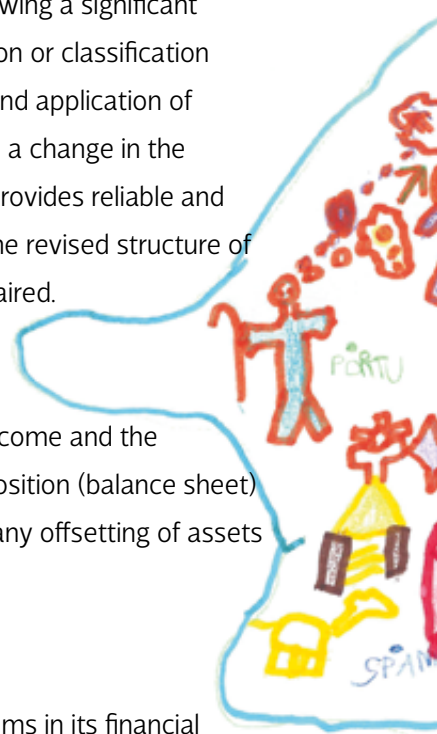 wing a significant
on or classification
nd application of
a change in the
rovides reliable and
he revised structure of
aired.
PORTU
come and the
osition (balance sheet)
any offsetting of assets
SPAN
ms in its financial